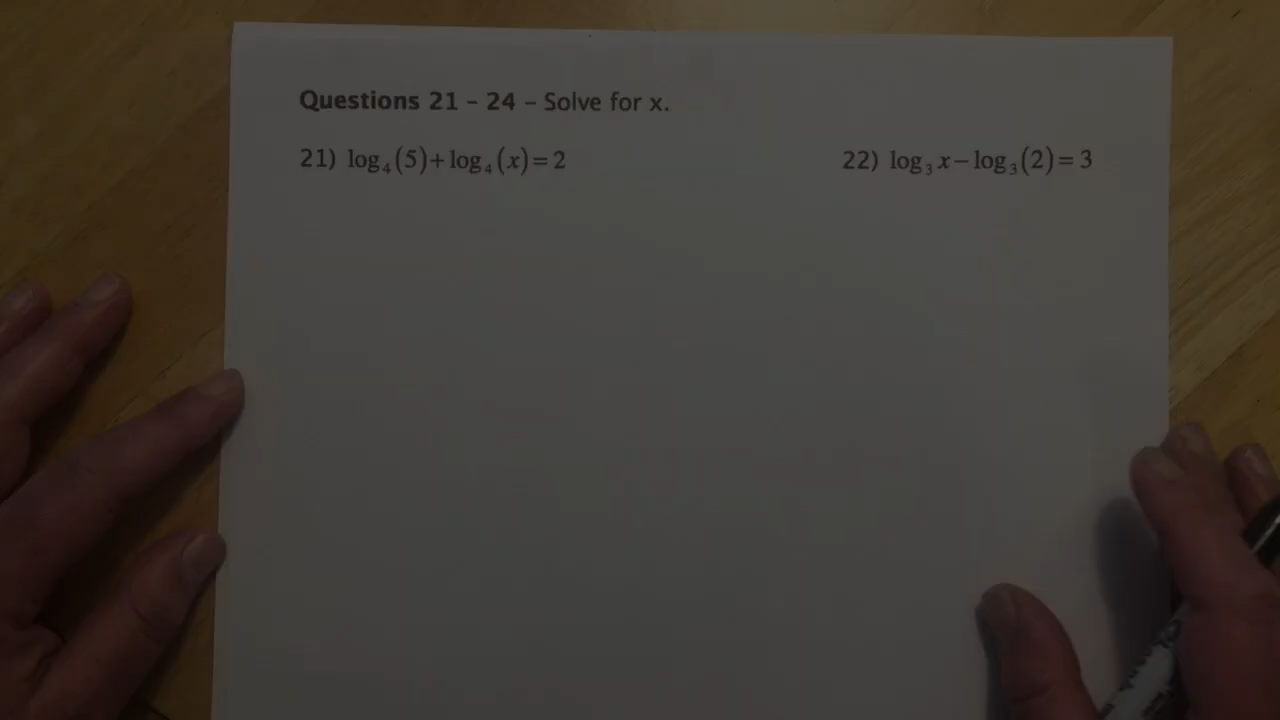 Questions 21 – 24 – Solve for x.
21) log₄(5)+log₄(x)=2
22) log₃x−log₃(2)=3